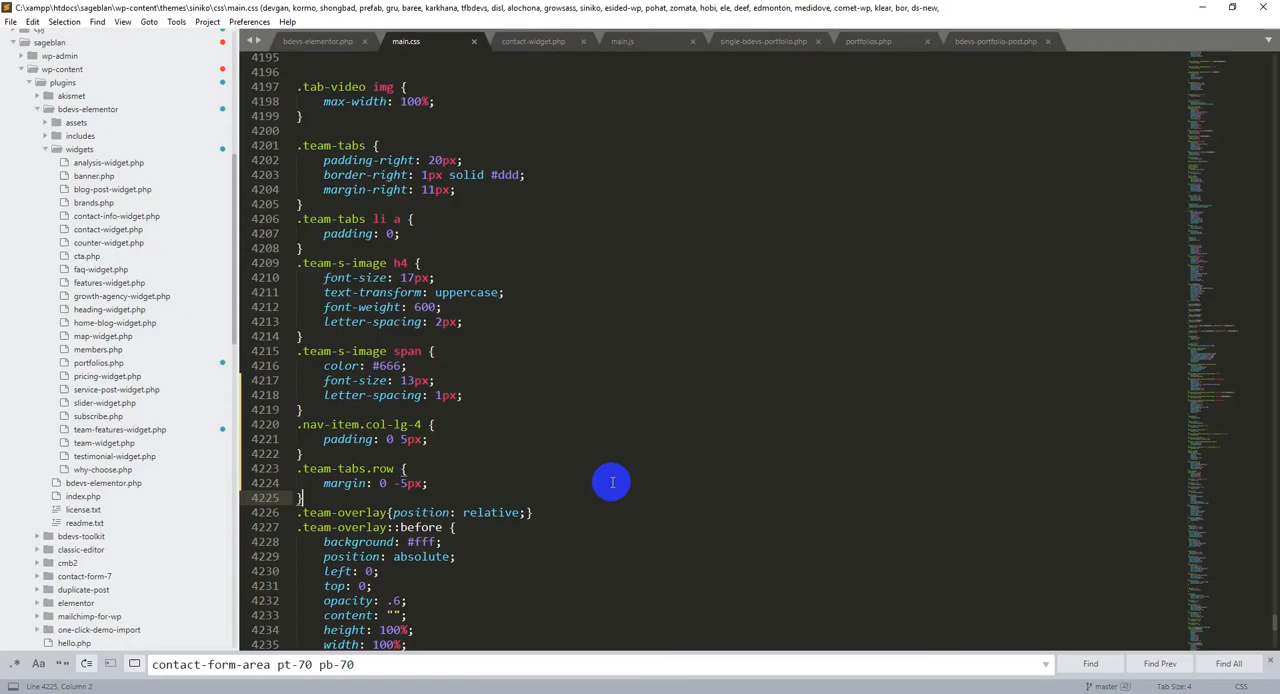 C:\xampp\htdocs\sageblan\wp-content\themes\siniko\css\main.css (devgan, kormo, shongbad, prefab, gru, baree, karkhana, tfbdevs, disl, alochona, growsass, siniko, esided-wp, pohat, zomato, hobi, ele, deef, edmonton, medidove, comet-wp, klear, bor, ds-new,
File Edit Selection Find View Goto Tools Project Preferences Help
bdevs-elementor.php × main.css × contact-widget.php × main.js × single-bdevs-portfolio.php × portfolios.php × bdevs-portfolio-post.php ×
sageblan
wp-admin
wp-content
plugins
akismet
bdevs-elementor
assets
includes
widgets
analysis-widget.php
banner.php
blog-post-widget.php
brands.php
contact-info-widget.php
contact-widget.php
counter-widget.php
cta.php
faq-widget.php
features-widget.php
growth-agency-widget.php
heading-widget.php
home-blog-widget.php
map-widget.php
members.php
portfolios.php
pricing-widget.php
service-post-widget.php
slider-widget.php
subscribe.php
team-features-widget.php
team-widget.php
testimonial-widget.php
why-choose.php
bdevs-elementor.php
index.php
license.txt
readme.txt
bdevs-toolkit
classic-editor
cmb2
contact-form-7
duplicate-post
elementor
mailchimp-for-wp
one-click-demo-import
hello.php
4195
4196
4197 .tab-video img {
4198 max-width: 100%;
4199 }
4200
4201 .team-tabs {
4202 padding-right: 20px;
4203 border-right: 1px solid #ddd;
4204 margin-right: 11px;
4205 }
4206 .team-tabs li a {
4207 padding: 0;
4208 }
4209 .team-s-image h4 {
4210 font-size: 17px;
4211 text-transform: uppercase;
4212 font-weight: 600;
4213 letter-spacing: 2px;
4214 }
4215 .team-s-image span {
4216 color: #666;
4217 font-size: 13px;
4218 letter-spacing: 1px;
4219 }
4220 .nav-item.col-lg-4 {
4221 padding: 0 5px;
4222 }
4223 .team-tabs.row {
4224 margin: 0 -5px;
4225 }
4226 .team-overlay{position: relative;}
4227 .team-overlay::before {
4228 background: #fff;
4229 position: absolute;
4230 left: 0;
4231 top: 0;
4232 opacity: .6;
4233 content: "";
4234 height: 100%;
4235 width: 100%;
.* Aa “” contact-form-area pt-70 pb-70 Find Find Prev Find All ×
Line 4225, Column 2 master Tab Size: 4 CSS